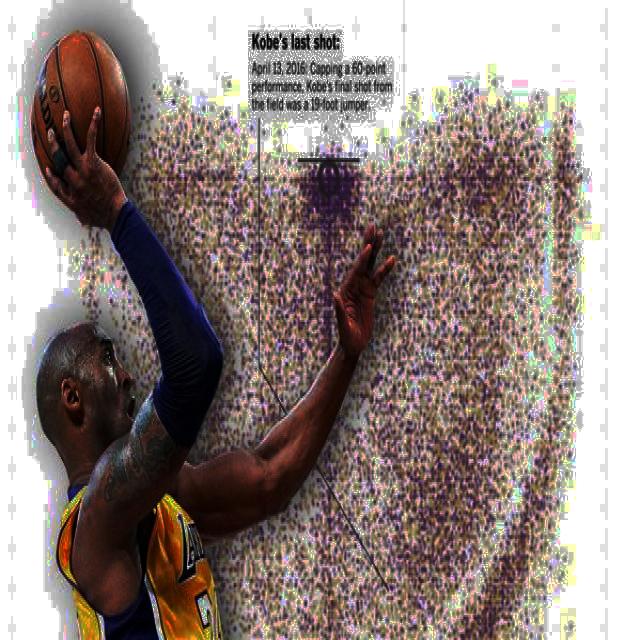 Kobe's last shot:
April 13, 2016: Capping a 60-point
performance, Kobe's final shot from
the field was a 19-foot jumper.